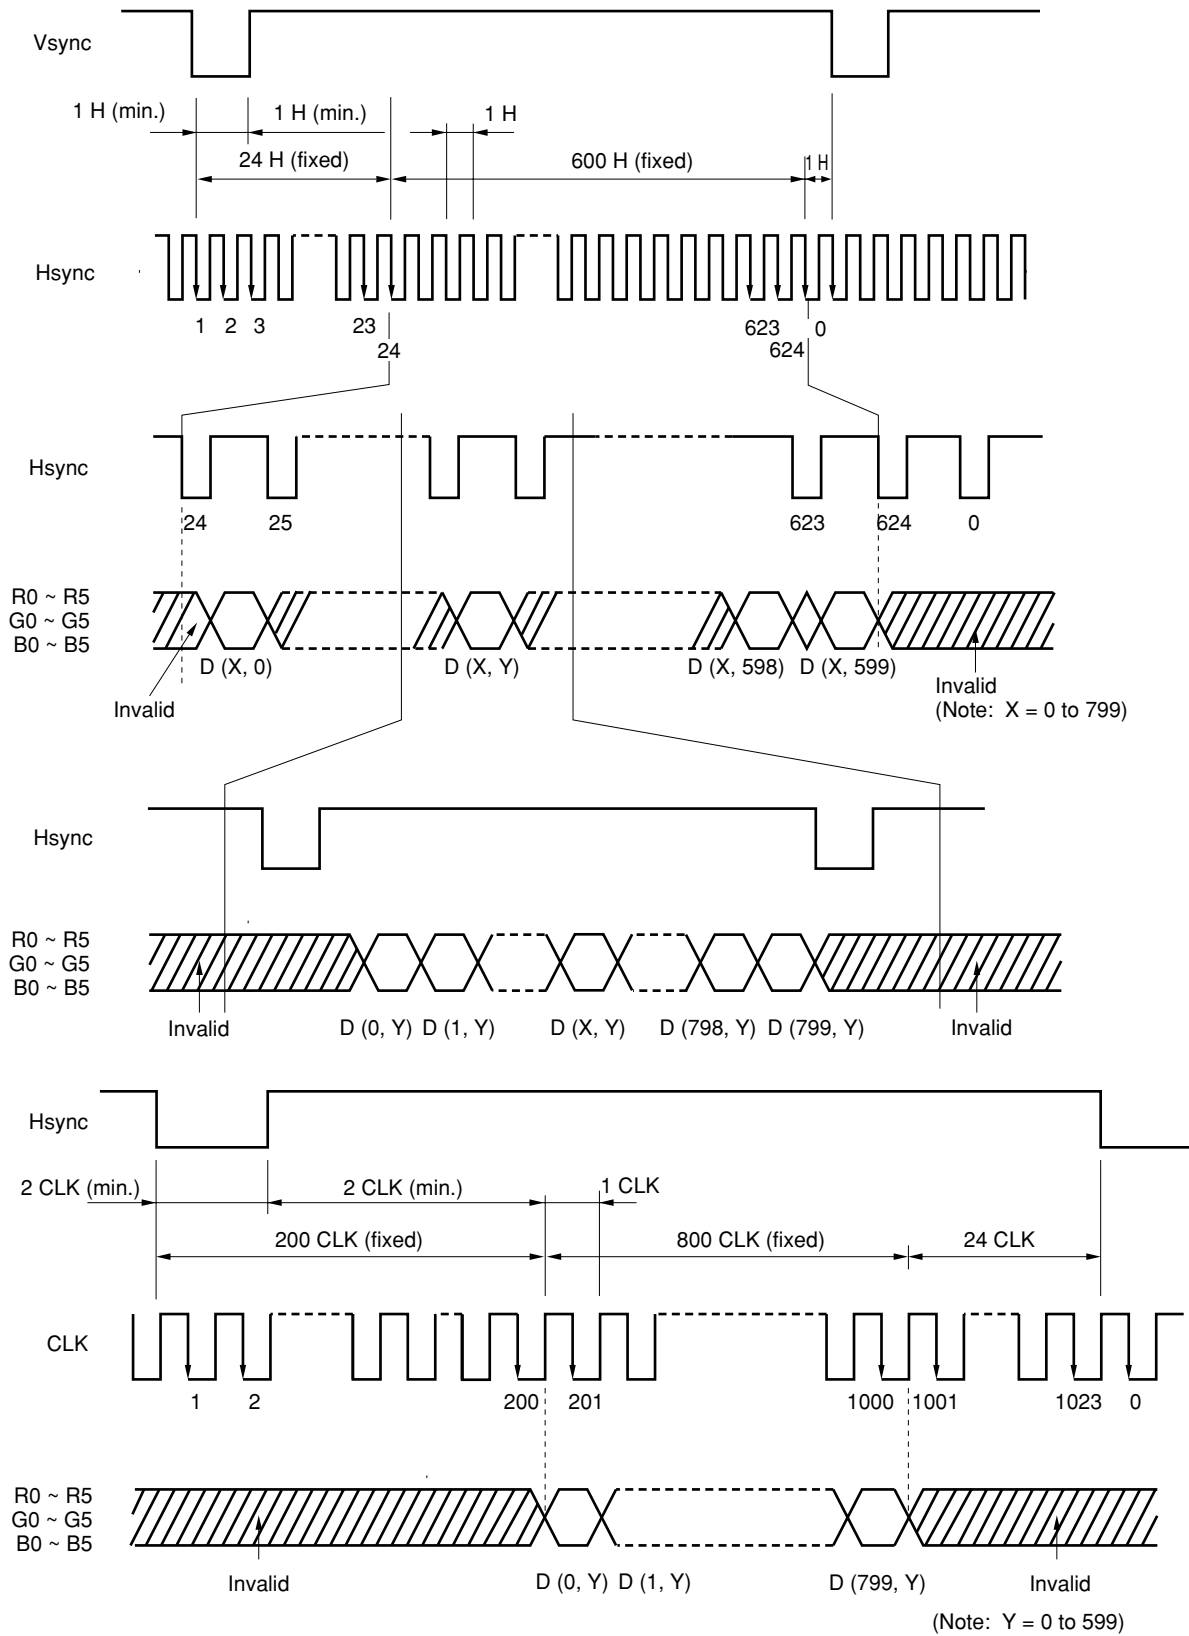 Vsync
1 H (min.) 1 H (min.) 1 H
24 H (fixed) 600 H (fixed) 1 H
Hsync
1 2 3 23 623 0
24 624
Hsync
24 25 623 624 0
R0 ~ R5
G0 ~ G5
B0 ~ B5
D (X, 0) D (X, Y) D (X, 598) D (X, 599)
Invalid Invalid
(Note: X = 0 to 799)
Hsync
R0 ~ R5
G0 ~ G5
B0 ~ B5
Invalid D (0, Y) D (1, Y) D (X, Y) D (798, Y) D (799, Y) Invalid
Hsync
2 CLK (min.) 2 CLK (min.) 1 CLK
200 CLK (fixed) 800 CLK (fixed) 24 CLK
CLK
1 2 200 201 1000 1001 1023 0
R0 ~ R5
G0 ~ G5
B0 ~ B5
Invalid D (0, Y) D (1, Y) D (799, Y) Invalid
(Note: Y = 0 to 599)